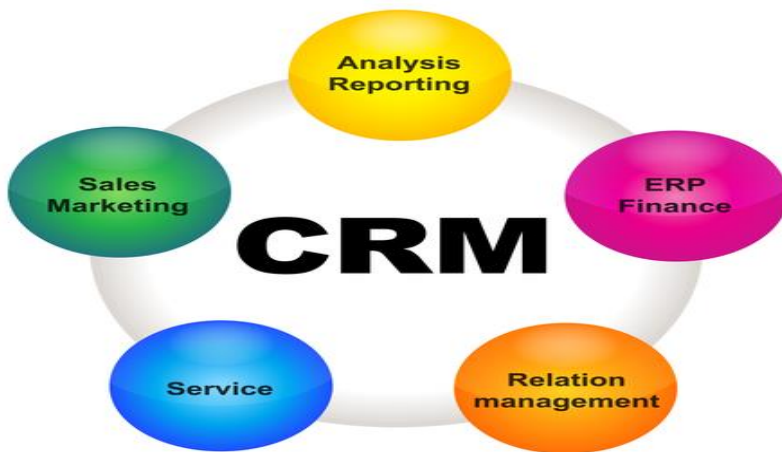 Analysis
Reporting
Sales
Marketing
ERP
Finance
CRM
Service
Relation
management